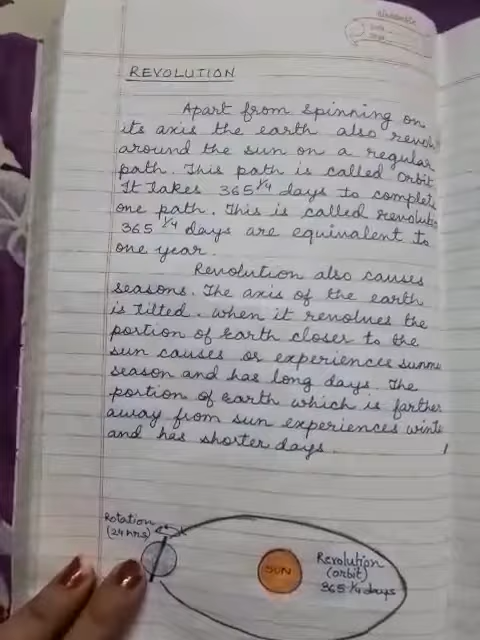 REVOLUTION
Apart from spinning on
its axis the earth also revol
around the sun on a regular
path. This path is called Orbit
It takes 365 1/4 days to complete
one path. This is called revoluti
365 1/4 days are equivalent to
one year.
Revolution also causes
seasons. The axis of the earth
is tilted. when it revolves the
portion of Earth closer to the
sun causes or experiences summe
season and has long days. The
portion of earth which is farther
away from sun experiences winte
and has shorter days.
Rotation
(24 hrs)
SUN
Revolution
(orbit)
365 1/4 days